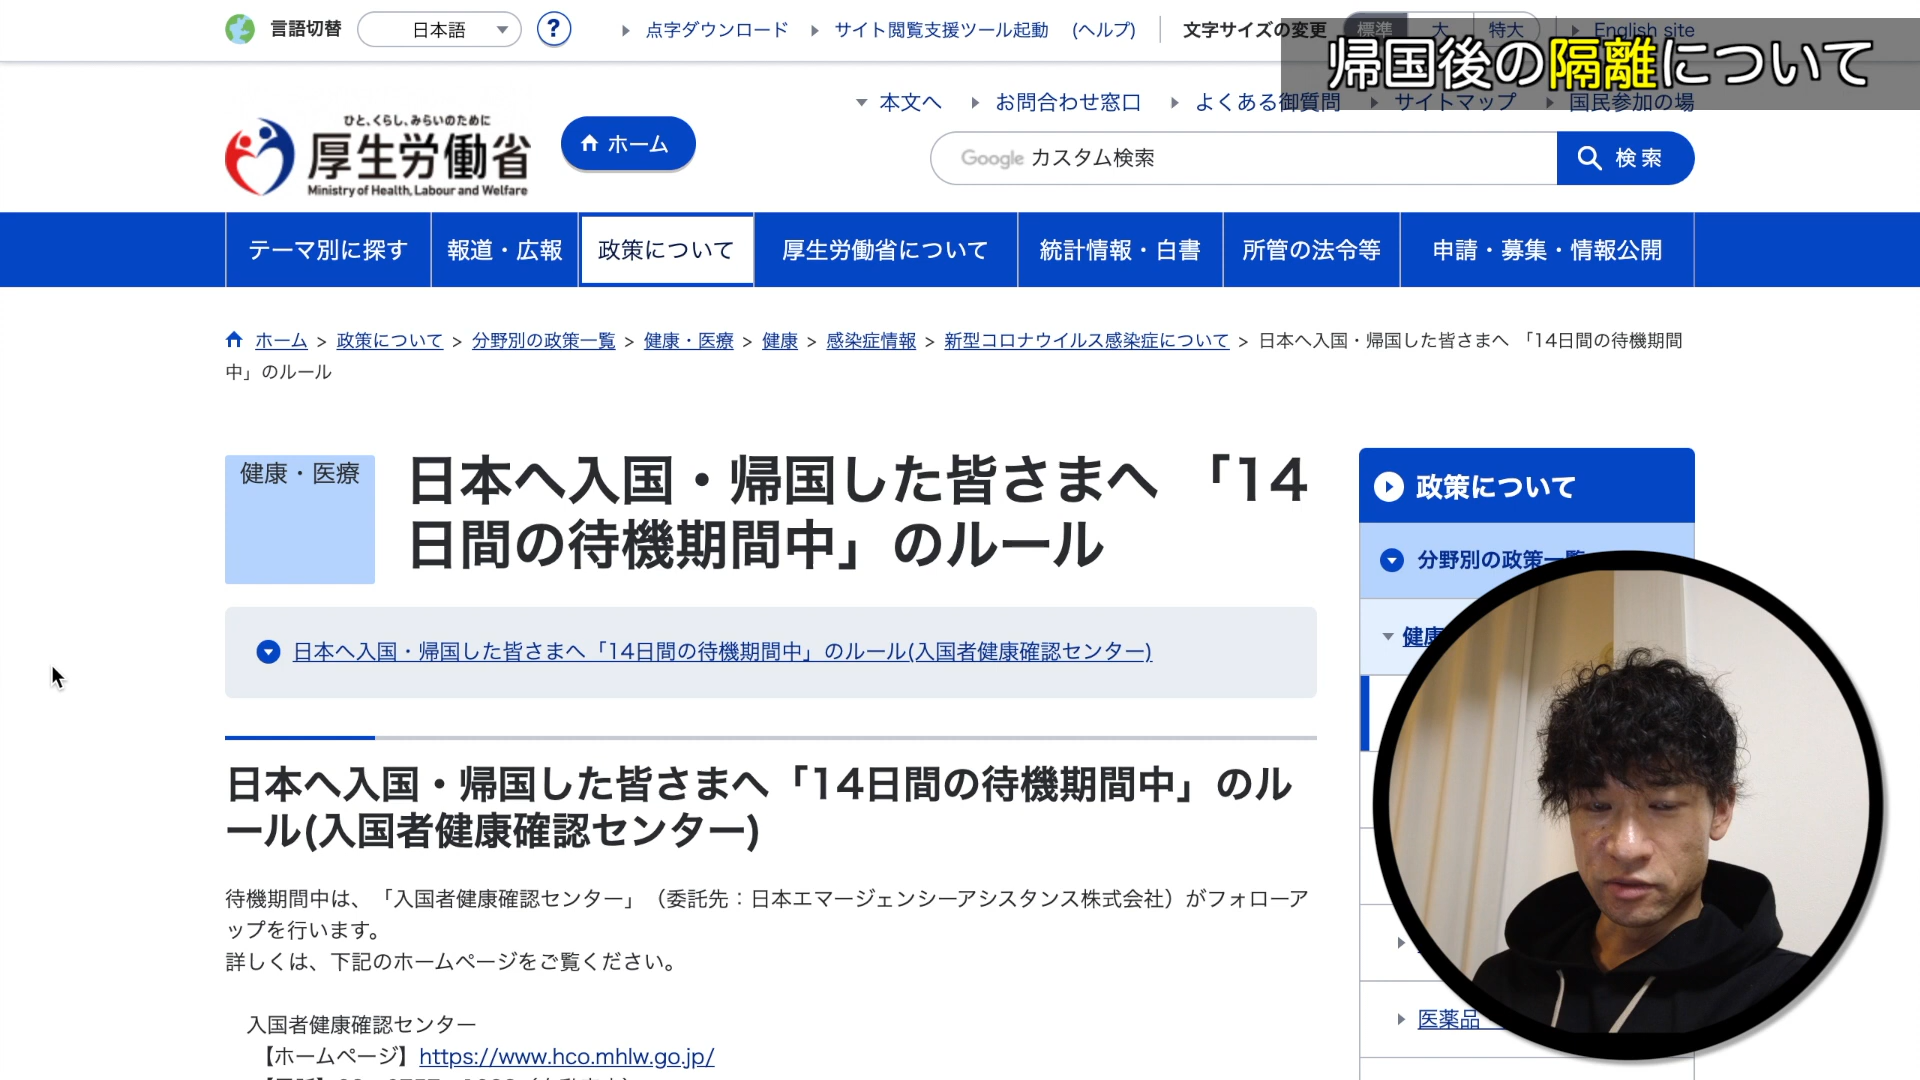 言語切替
日本語
?
点字ダウンロード
サイト閲覧支援ツール起動
(ヘルプ)
文字サイズの変更
標準
大
特大
English site
帰国後の隔離について
本文へ
お問合わせ窓口
よくある御質問
サイトマップ
国民参加の場
ひと、くらし、みらいのために
厚生労働省
Ministry of Health, Labour and Welfare
ホーム
Google カスタム検索
検索
テーマ別に探す
報道・広報
政策について
厚生労働省について
統計情報・白書
所管の法令等
申請・募集・情報公開
ホーム > 政策について > 分野別の政策一覧 > 健康・医療 > 健康 > 感染症情報 > 新型コロナウイルス感染症について > 日本へ入国・帰国した皆さまへ 「14日間の待機期間
中」のルール
健康・医療
日本へ入国・帰国した皆さまへ 「14
日間の待機期間中」のルール
日本へ入国・帰国した皆さまへ「14日間の待機期間中」のルール(入国者健康確認センター)
日本へ入国・帰国した皆さまへ「14日間の待機期間中」のル
ール(入国者健康確認センター)
待機期間中は、「入国者健康確認センター」（委託先：日本エマージェンシーアシスタンス株式会社）がフォローア
ップを行います。
詳しくは、下記のホームページをご覧ください。
入国者健康確認センター
【ホームページ】https://www.hco.mhlw.go.jp/
政策について
分野別の政策一覧
健康
医薬品